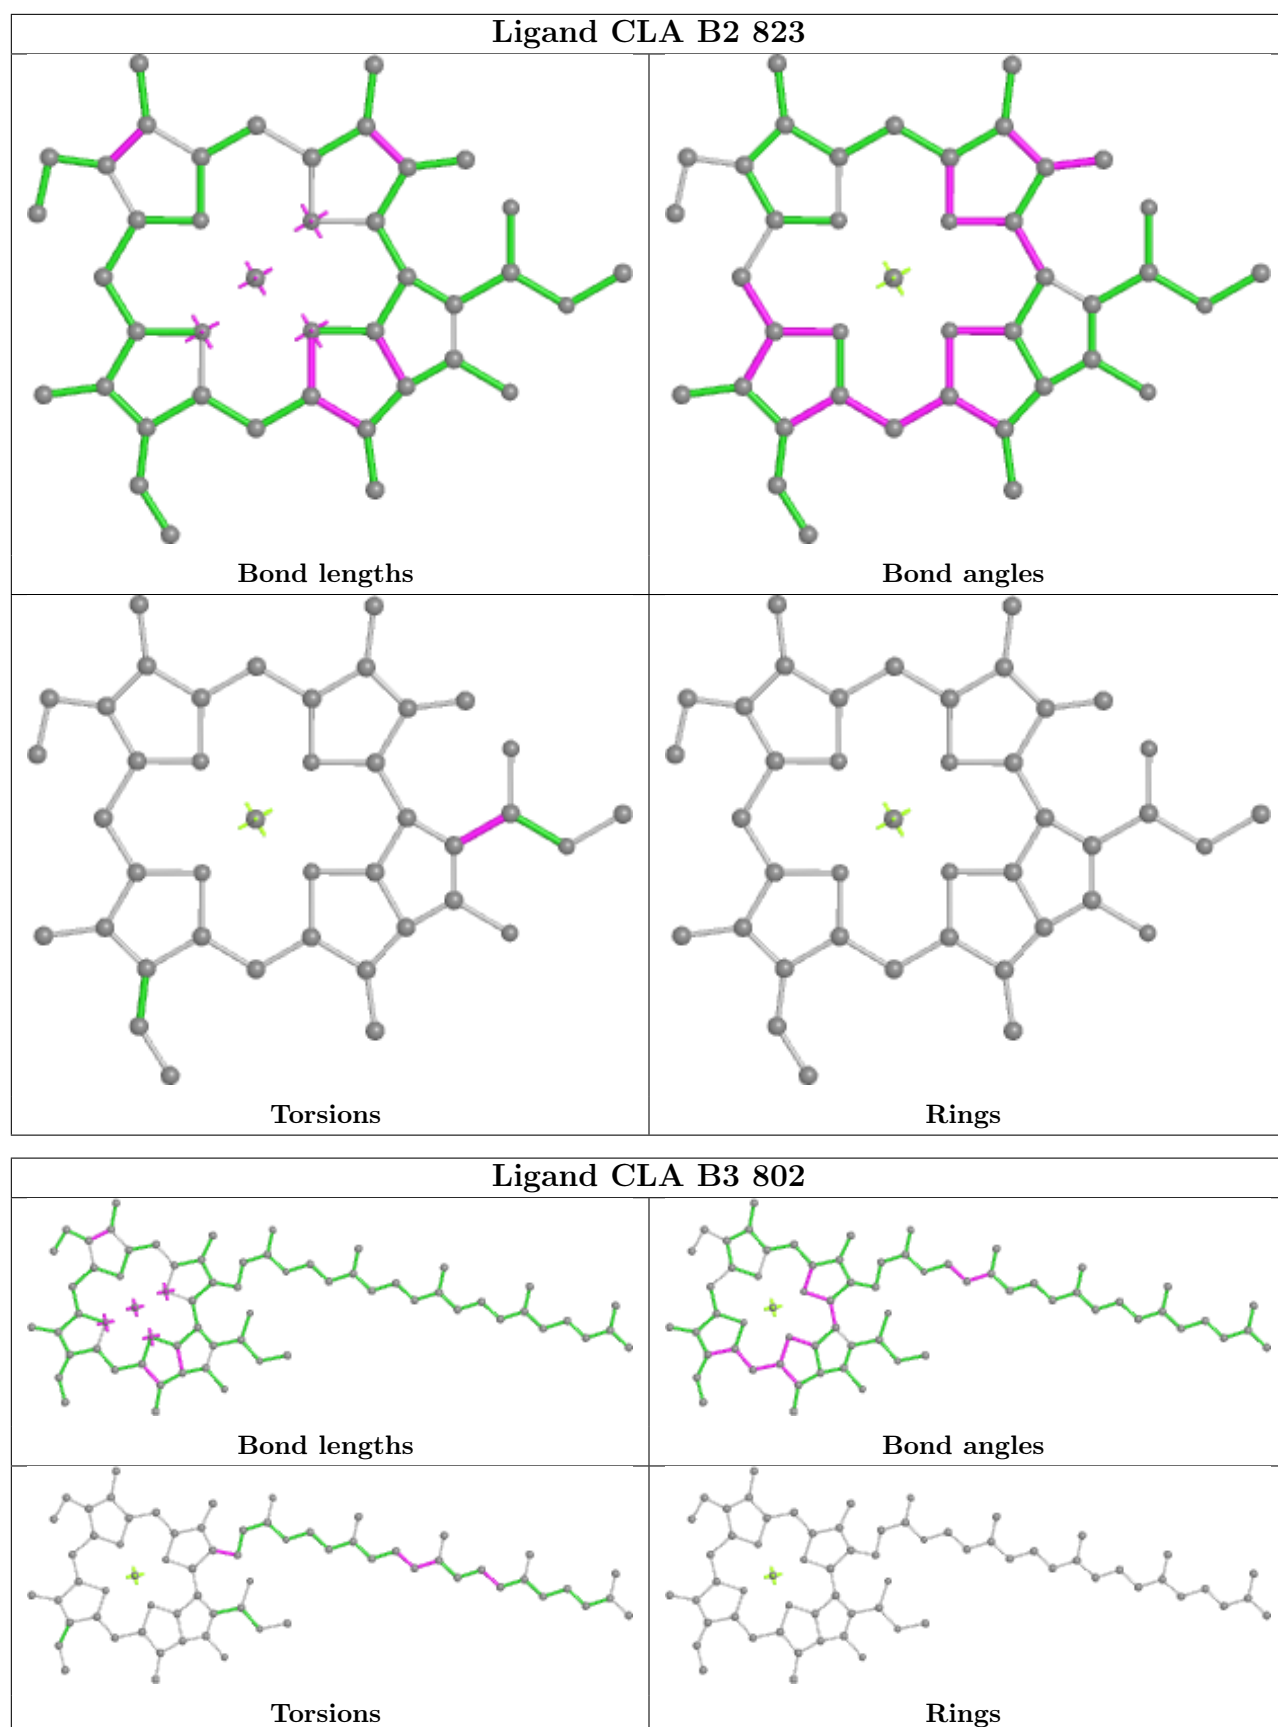 Ligand CLA B2 823
Bond lengths
Bond angles
Torsions
Rings
Ligand CLA B3 802
Bond lengths
Bond angles
Torsions
Rings